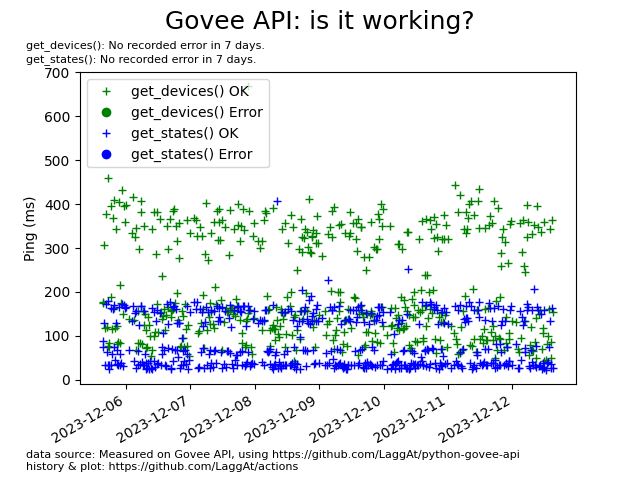 Govee API: is it working?
get_devices(): No recorded error in 7 days.
get_states(): No recorded error in 7 days.
700
600
500
400
300
200
100
0
Ping (ms)
get_devices() OK
get_devices() Error
get_states() OK
get_states() Error
2023-12-06
2023-12-07
2023-12-08
2023-12-09
2023-12-10
2023-12-11
2023-12-12
data source: Measured on Govee API, using https://github.com/LaggAt/python-govee-api
history & plot: https://github.com/LaggAt/actions